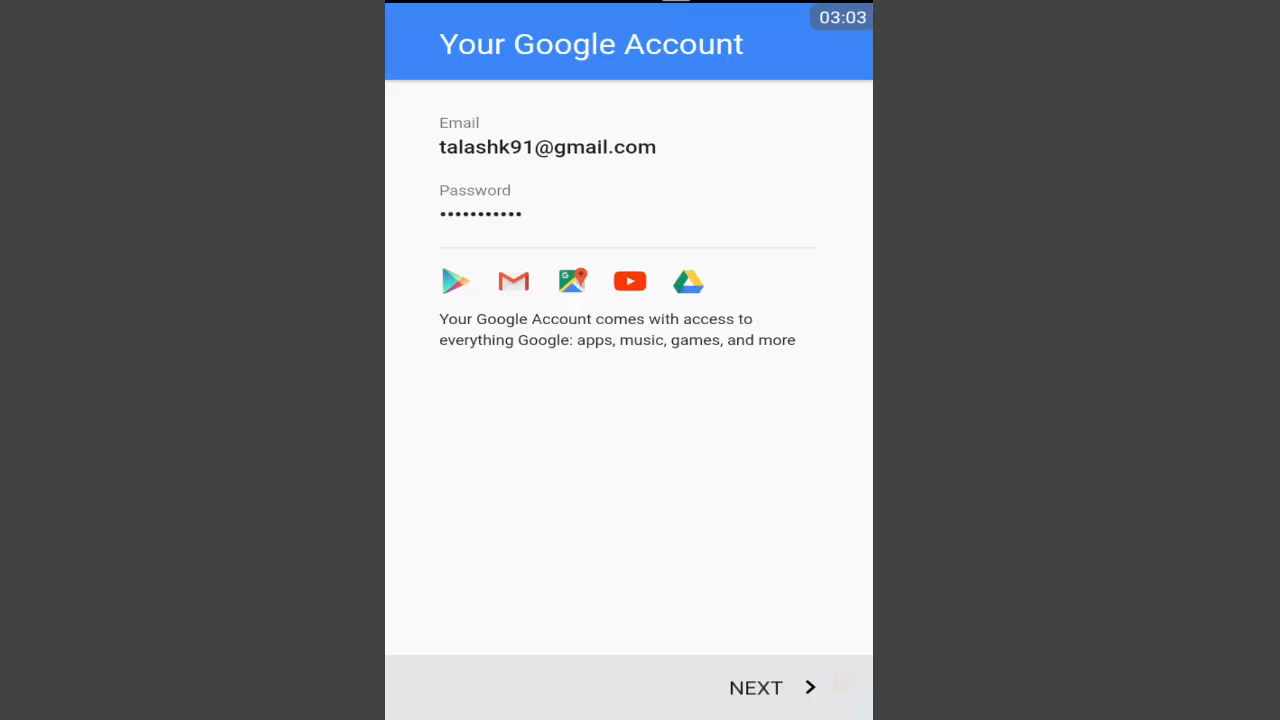 03:03
Your Google Account
Email
talashk91@gmail.com
Password
•••••••••••
Your Google Account comes with access to
everything Google: apps, music, games, and more
NEXT